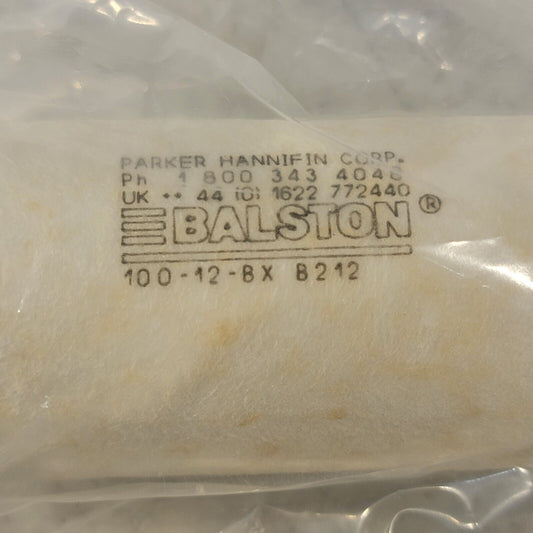 PARKER HANNIFIN CORP.
Ph 1 800 343 4048
UK ++ 44 (0) 1622 772440
BALSTON®
100-12-BX B212